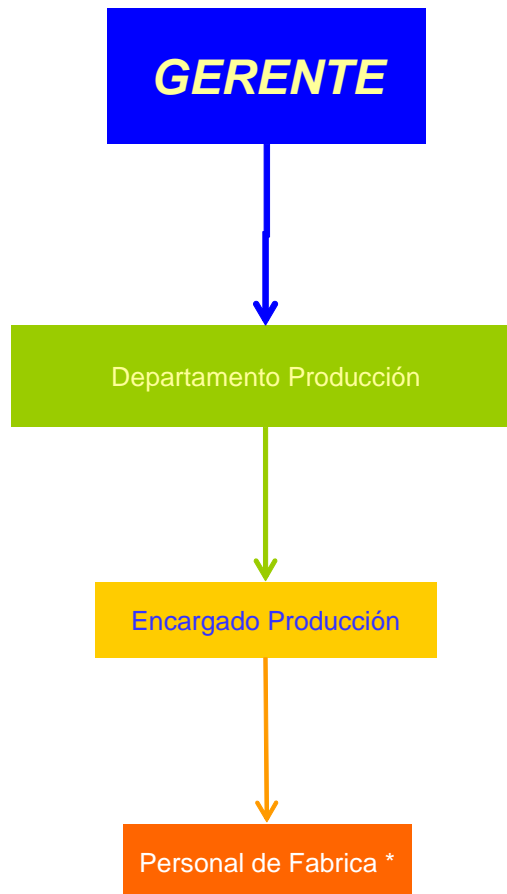 GERENTE
Departamento Producción
Encargado Producción
Personal de Fabrica *